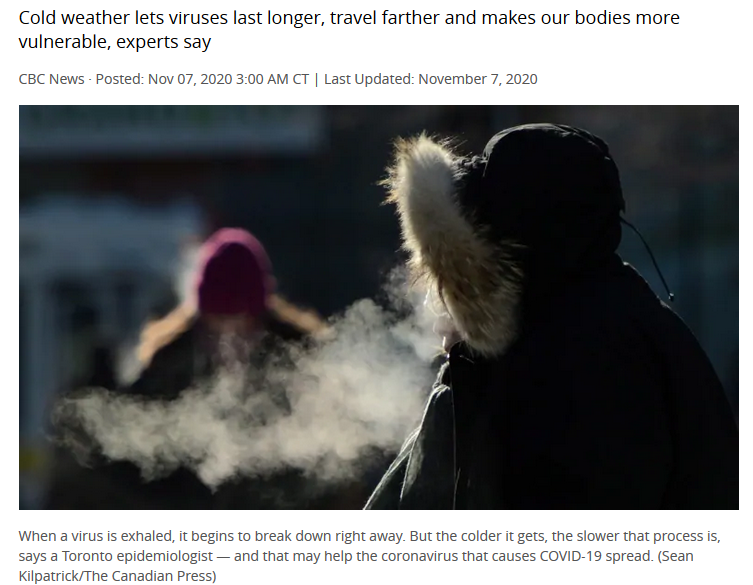 Cold weather lets viruses last longer, travel farther and makes our bodies more
vulnerable, experts say
CBC News · Posted: Nov 07, 2020 3:00 AM CT | Last Updated: November 7, 2020
When a virus is exhaled, it begins to break down right away. But the colder it gets, the slower that process is,
says a Toronto epidemiologist — and that may help the coronavirus that causes COVID-19 spread. (Sean
Kilpatrick/The Canadian Press)